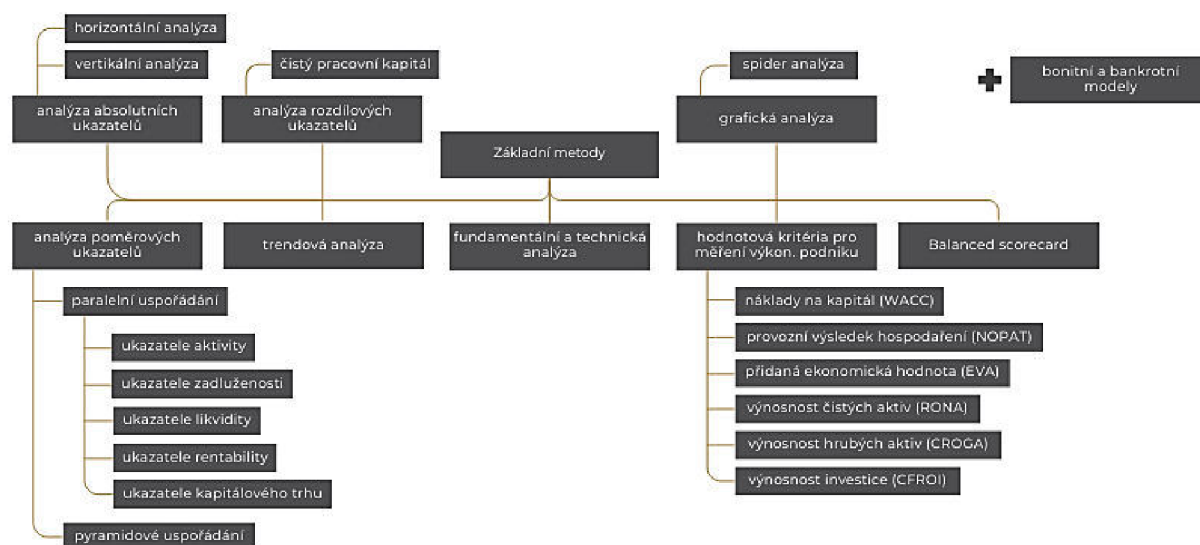 horizontální analýza
vertikální analýza
čistý pracovní kapitál
spider analýza
bonitní a bankrotní
modely
analýza absolutních
ukazatelů
analýza rozdílových
ukazatelů
grafická analýza
Základní metody
analýza poměrových
ukazatelů
trendová analýza
fundamentální a technická
analýza
hodnotová kritéria pro
měření výkon. podniku
Balanced scorecard
paralelní uspořádání
ukazatele aktivity
ukazatele zadluženosti
ukazatele likvidity
ukazatele rentability
ukazatele kapitálového trhu
pyramidové uspořádání
náklady na kapitál (WACC)
provozní výsledek hospodaření (NOPAT)
přidaná ekonomická hodnota (EVA)
výnosnost čistých aktiv (RONA)
výnosnost hrubých aktiv (CROGA)
výnosnost investice (CFROI)